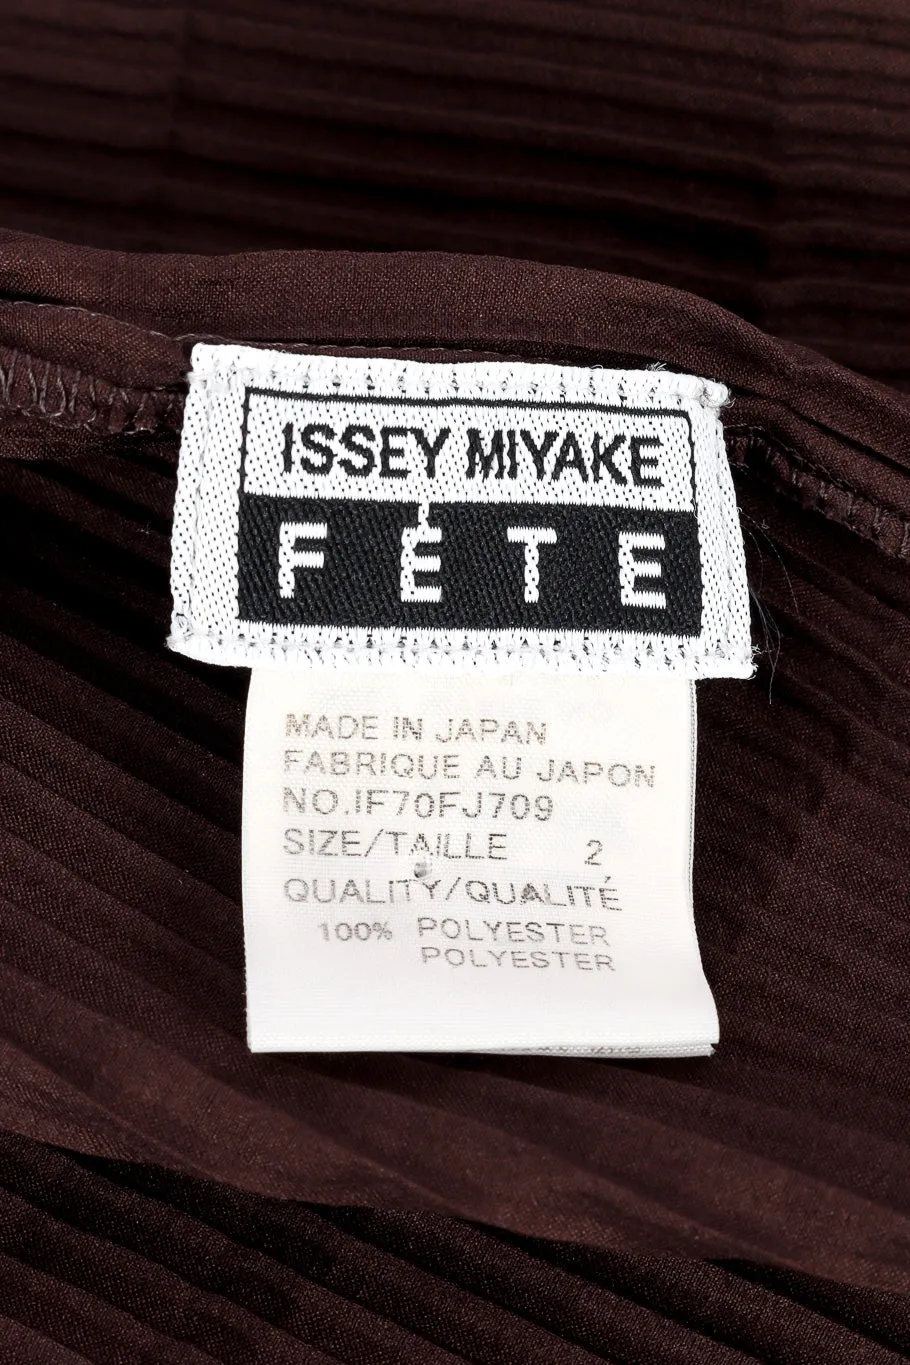 ISSEY MIYAKE
FÊTE
MADE IN JAPAN
FABRIQUE AU JAPON
NO.IF70FJ709
SIZE/TAILLE 2
QUALITY/QUALITÉ
100% POLYESTER
POLYESTER